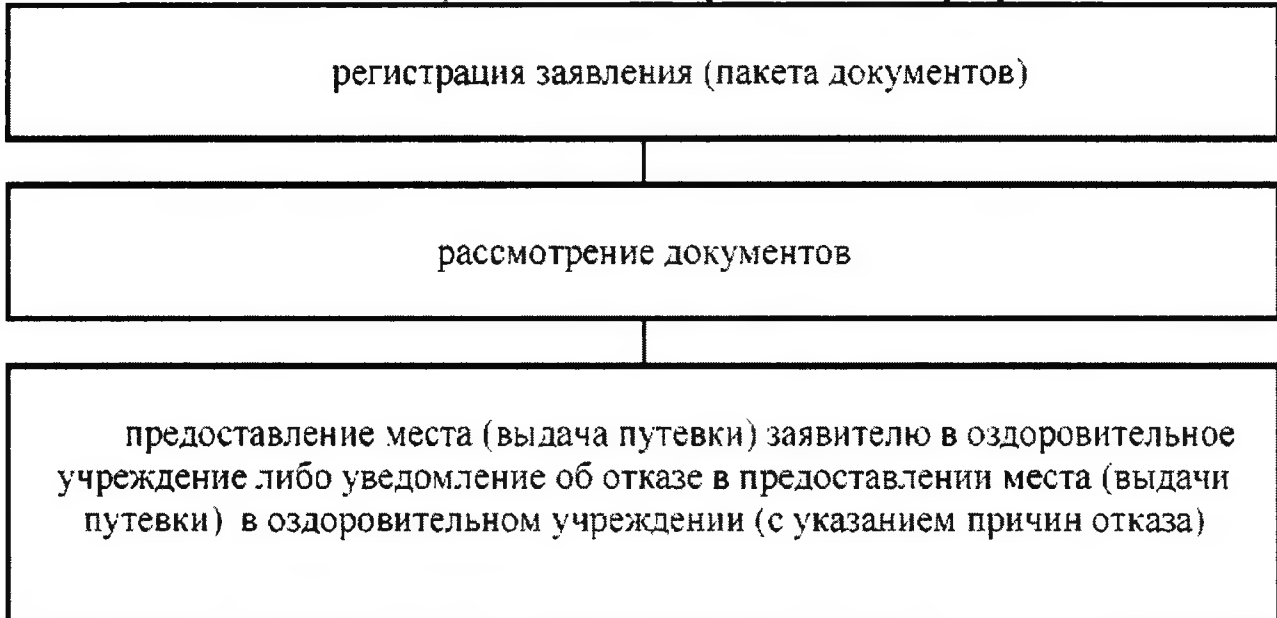 регистрация заявления (пакета документов)
рассмотрение документов
предоставление места (выдача путевки) заявителю в оздоровительное
учреждение либо уведомление об отказе в предоставлении места (выдачи
путевки) в оздоровительном учреждении (с указанием причин отказа)